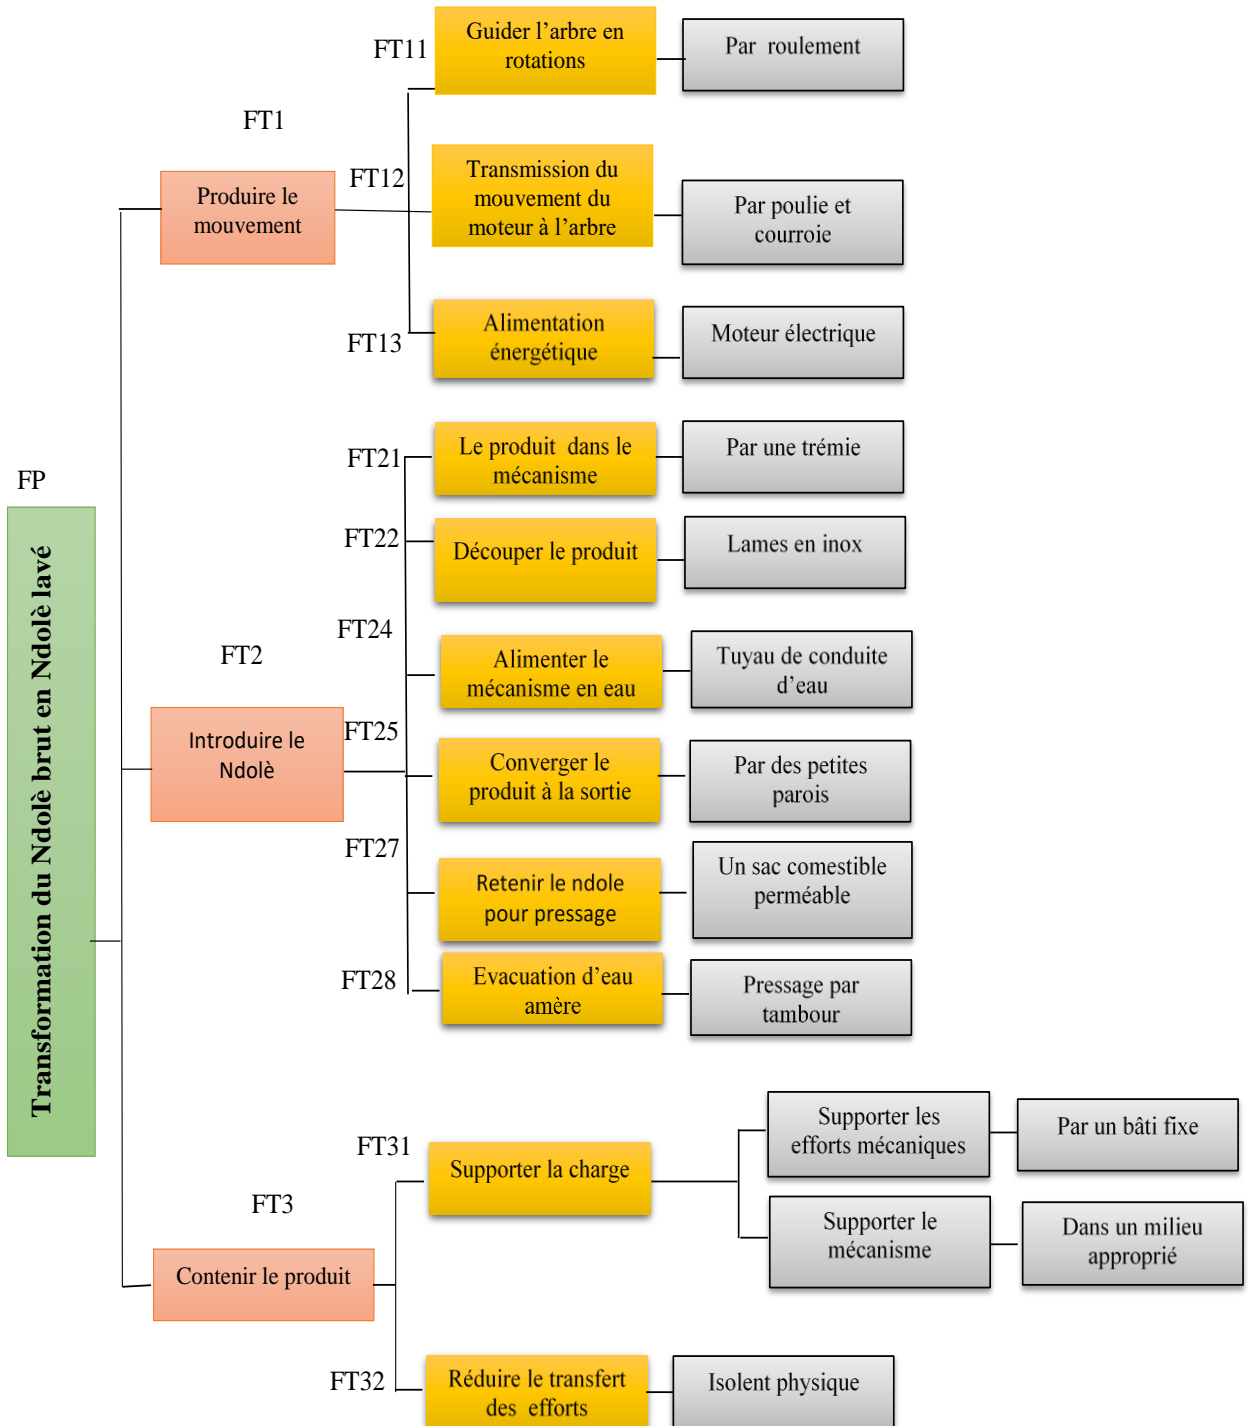 FP
Transformation du Ndolè brut en Ndolè lavé
FT1
Produire le
mouvement
FT11
Guider l’arbre en
rotations
Par roulement
FT12
Transmission du
mouvement du
moteur à l’arbre
Par poulie et
courroie
FT13
Alimentation
énergétique
Moteur électrique
FT2
Introduire le
Ndolè
FT21
Le produit dans le
mécanisme
Par une trémie
FT22
Découper le produit
Lames en inox
FT24
Alimenter le
mécanisme en eau
Tuyau de conduite
d’eau
FT25
Converger le
produit à la sortie
Par des petites
parois
FT27
Retenir le ndole
pour pressage
Un sac comestible
perméable
FT28
Evacuation d’eau
amère
Pressage par
tambour
FT3
Contenir le produit
FT31
Supporter la charge
Supporter les
efforts mécaniques
Par un bâti fixe
Supporter le
mécanisme
Dans un milieu
approprié
FT32
Réduire le transfert
des efforts
Isolent physique